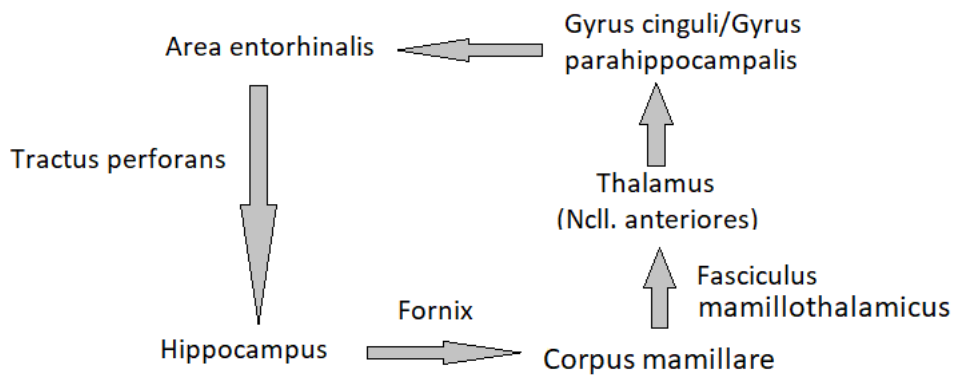 Area entorhinalis
Gyrus cinguli/Gyrus
parahippocampalis
Tractus perforans
Thalamus
(Ncll. anteriores)
Fasciculus
mamillothalamicus
Fornix
Hippocampus
Corpus mamillare